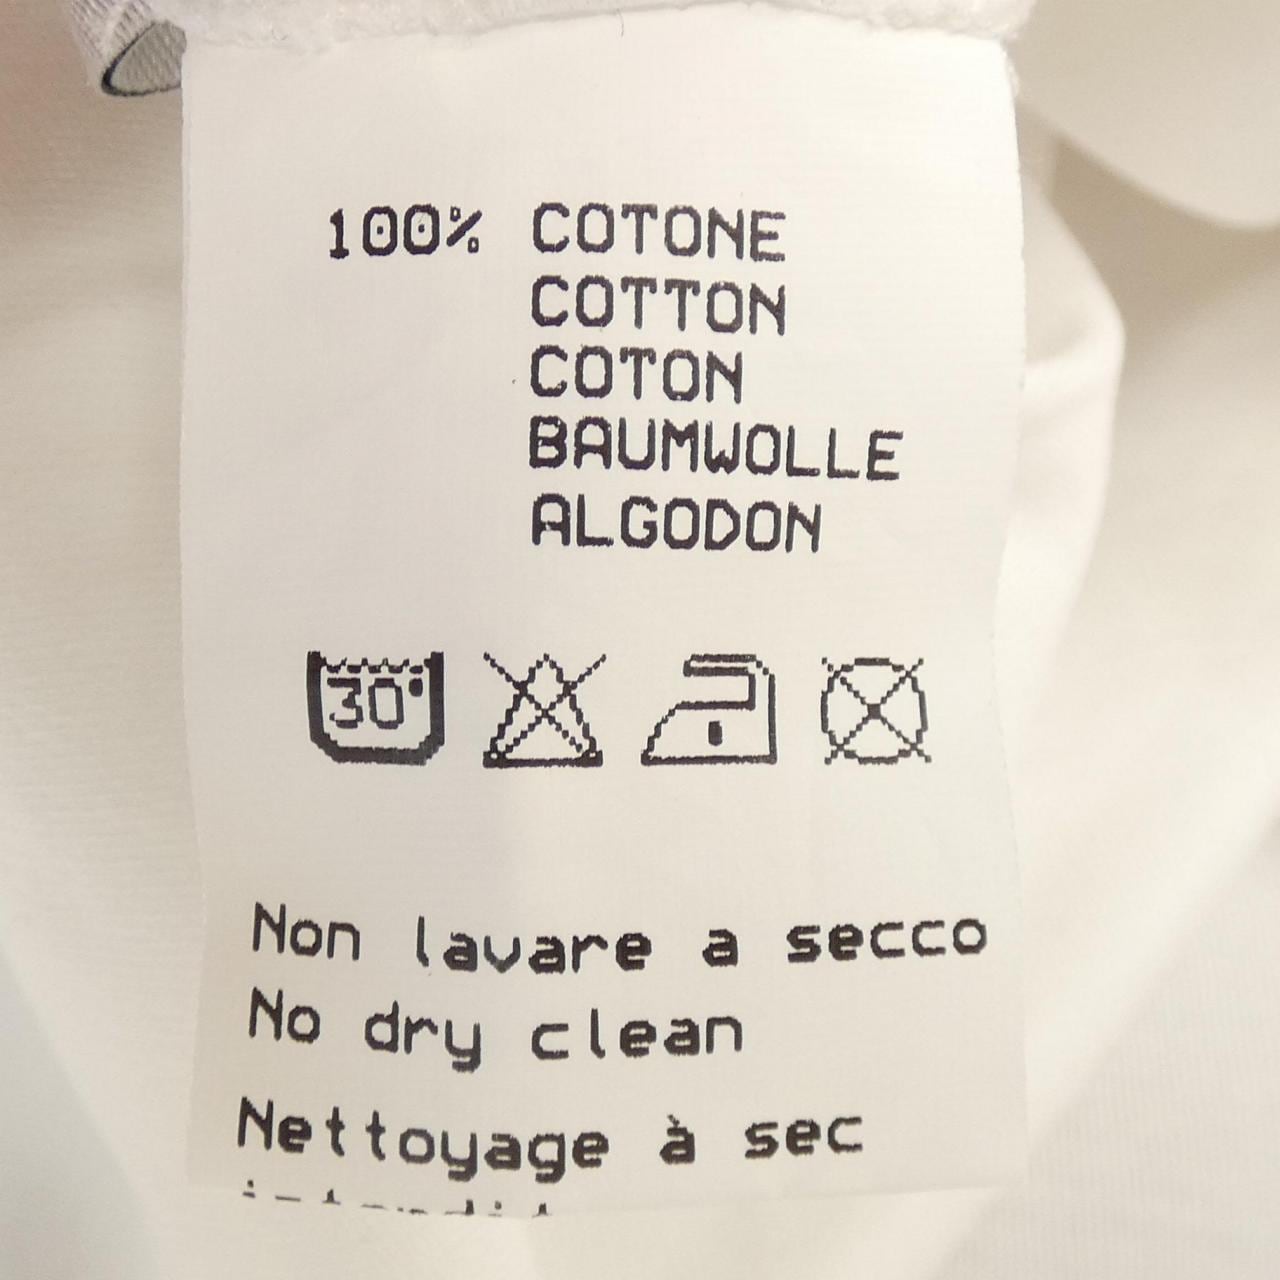 100% COTONE
COTTON
COTON
BAUMWOLLE
ALGODON
30°
Non lavare a secco
No dry clean
Nettoyage à sec